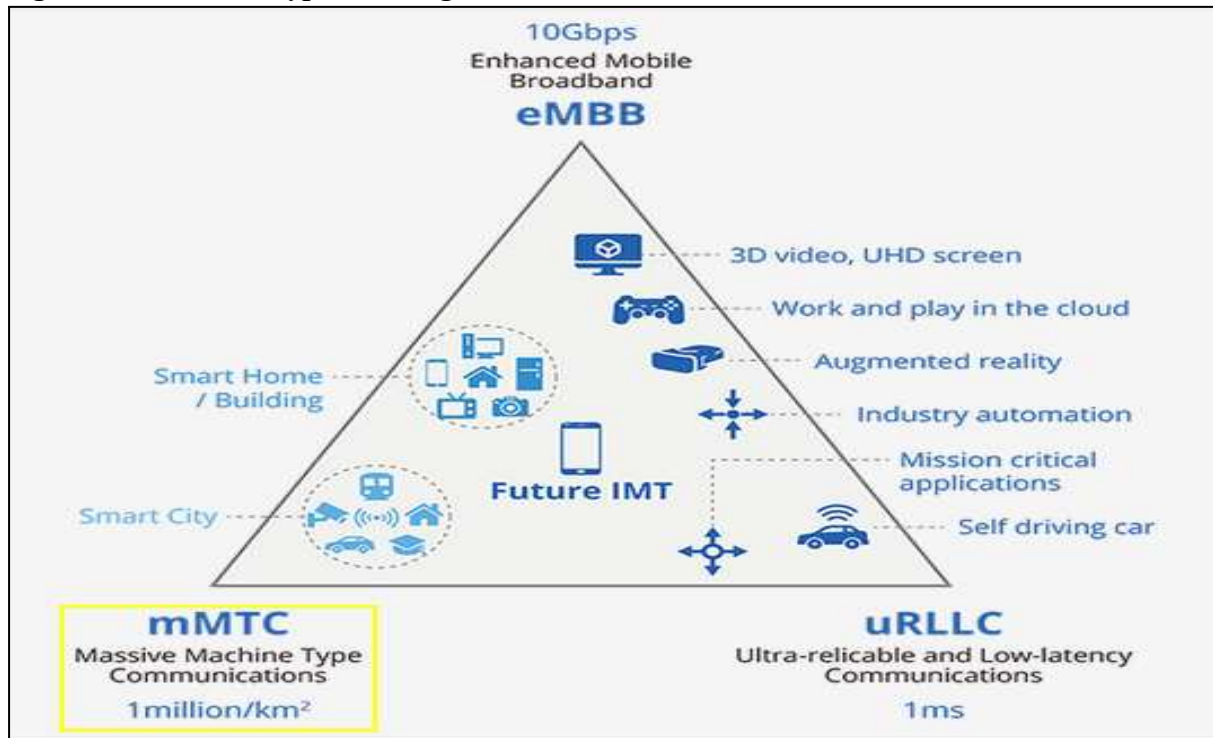 10Gbps
Enhanced Mobile
Broadband
eMBB
3D video, UHD screen
Work and play in the cloud
Augmented reality
Smart Home
/ Building
Industry automation
Mission critical
applications
Future IMT
Smart City
Self driving car
mMTC
Massive Machine Type
Communications
1million/km²
uRLLC
Ultra-relicable and Low-latency
Communications
1ms